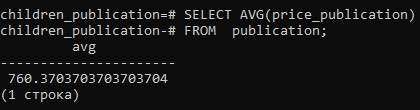 children_publication=# SELECT AVG(price_publication)
children_publication-# FROM  publication;
         avg
----------------------
 760.3703703703703704
(1 строка)